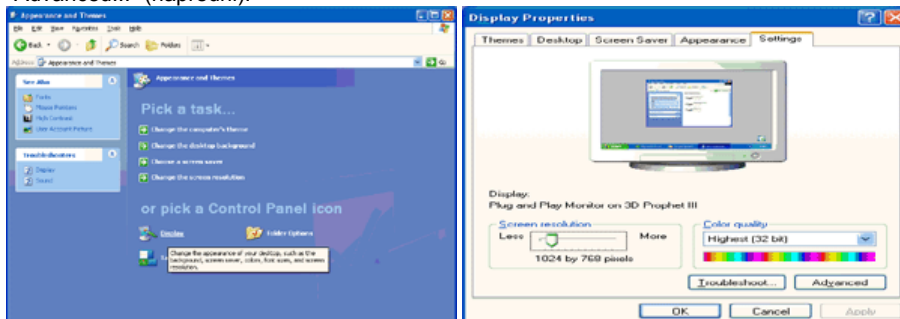 Appearance and Themes
File Edit View Favorites Tools Help
Back Search Folders
Address Appearance and Themes Go
See Also
Fonts
Mouse Pointers
High Contrast
User Account Picture
Troubleshooters
Display
Sound
Appearance and Themes
Pick a task...
Change the computer's theme
Change the desktop background
Choose a screen saver
Change the screen resolution
or pick a Control Panel icon
Display Folder Options
Change the appearance of your desktop, such as the
background, screen saver, colors, font sizes, and screen
resolution.
Display Properties
Themes Desktop Screen Saver Appearance Settings
Display:
Plug and Play Monitor on 3D Prophet III
Screen resolution
Less More
1024 by 768 pixels
Color quality
Highest (32 bit)
Troubleshoot... Advanced
OK Cancel Apply